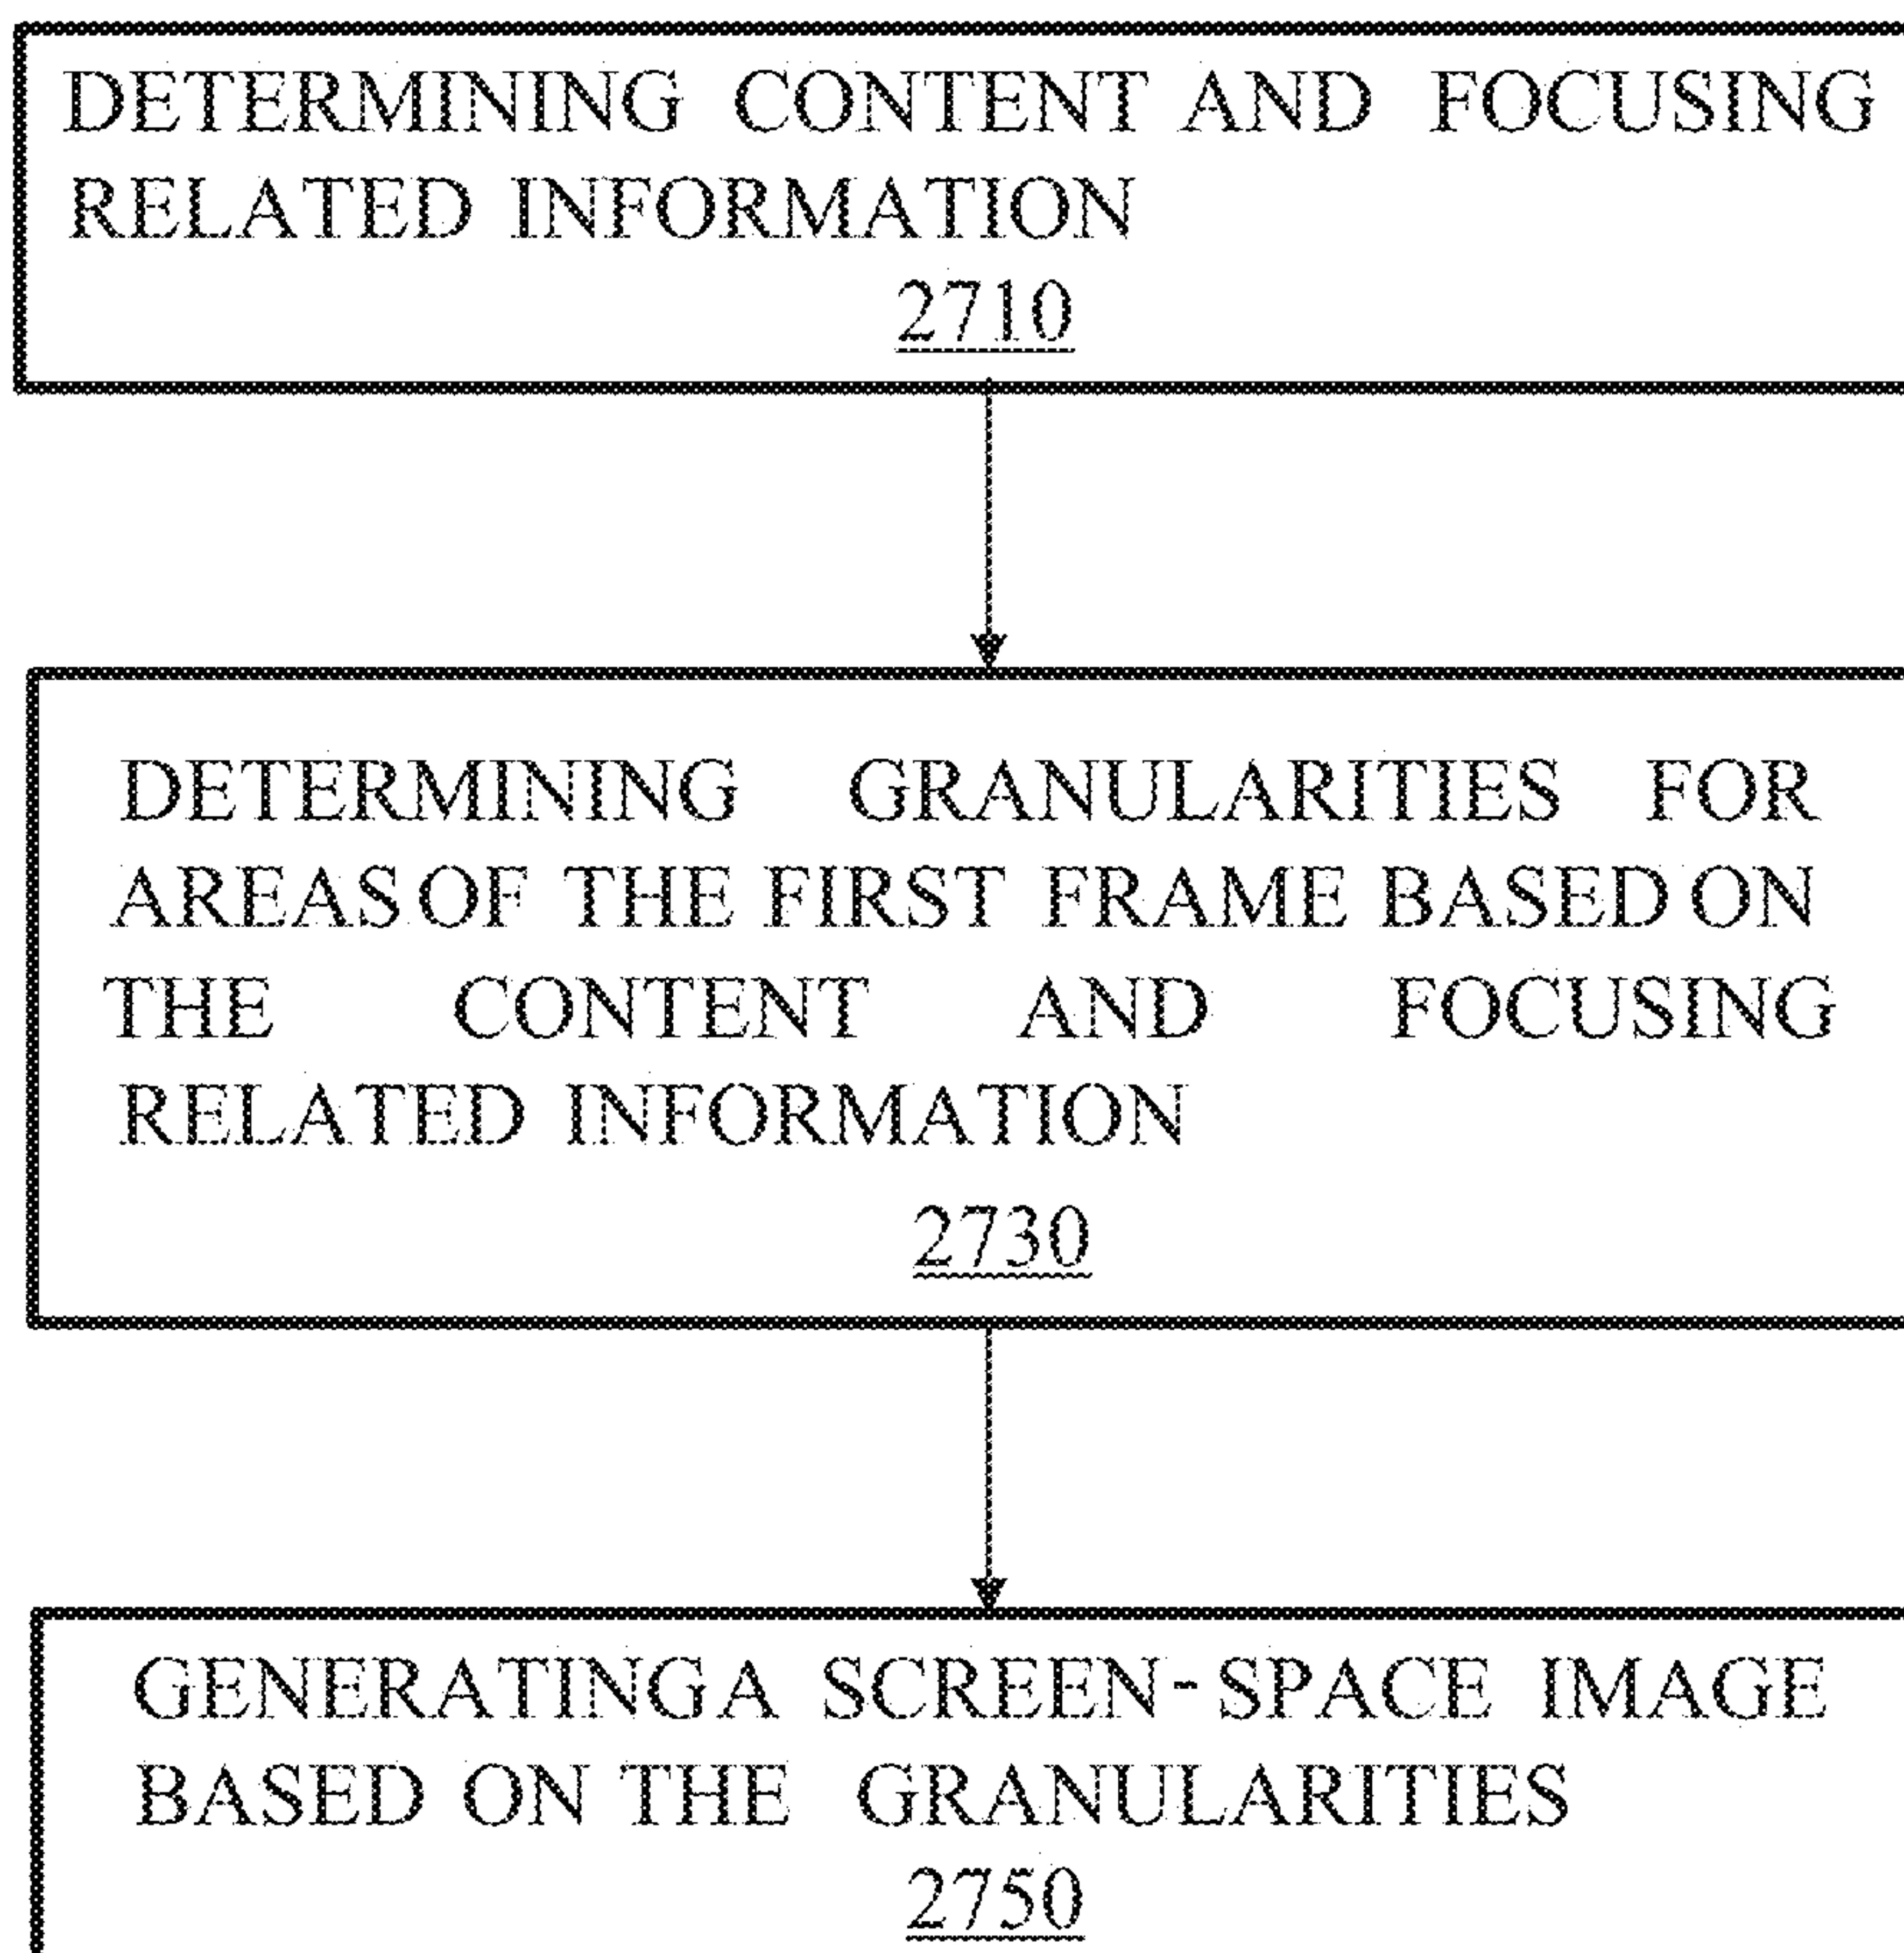 DETERMINING CONTENT AND FOCUSING
RELATED INFORMATION
2710
DETERMINING GRANULARITIES FOR
AREAS OF THE FIRST FRAME BASED ON
THE CONTENT AND FOCUSING
RELATED INFORMATION
2730
GENERATING A SCREEN-SPACE IMAGE
BASED ON THE GRANULARITIES
2750